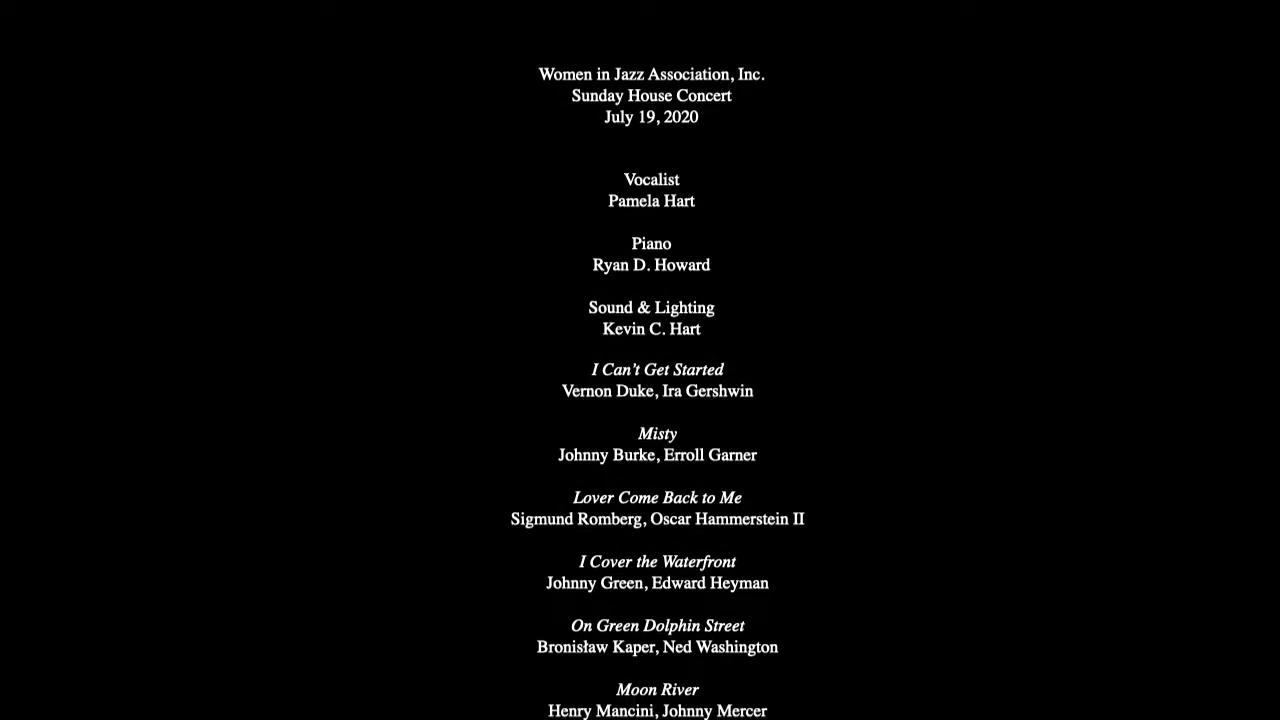 Women in Jazz Association, Inc.
Sunday House Concert
July 19, 2020
Vocalist
Pamela Hart
Piano
Ryan D. Howard
Sound & Lighting
Kevin C. Hart
I Can’t Get Started
Vernon Duke, Ira Gershwin
Misty
Johnny Burke, Erroll Garner
Lover Come Back to Me
Sigmund Romberg, Oscar Hammerstein II
I Cover the Waterfront
Johnny Green, Edward Heyman
On Green Dolphin Street
Bronisław Kaper, Ned Washington
Moon River
Henry Mancini, Johnny Mercer